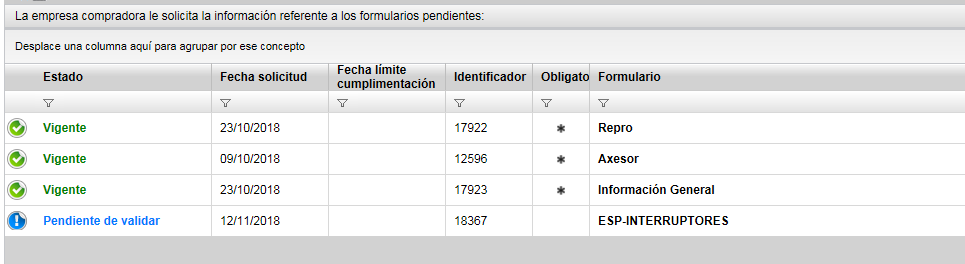 La empresa compradora le solicita la información referente a los formularios pendientes:
Desplace una columna aquí para agrupar por ese concepto
Estado Fecha solicitud Fecha límite cumplimentación Identificador Obligato Formulario
Vigente 23/10/2018 17922 * Repro
Vigente 09/10/2018 12596 * Axesor
Vigente 23/10/2018 17923 * Información General
Pendiente de validar 12/11/2018 18367 ESP-INTERRUPTORES